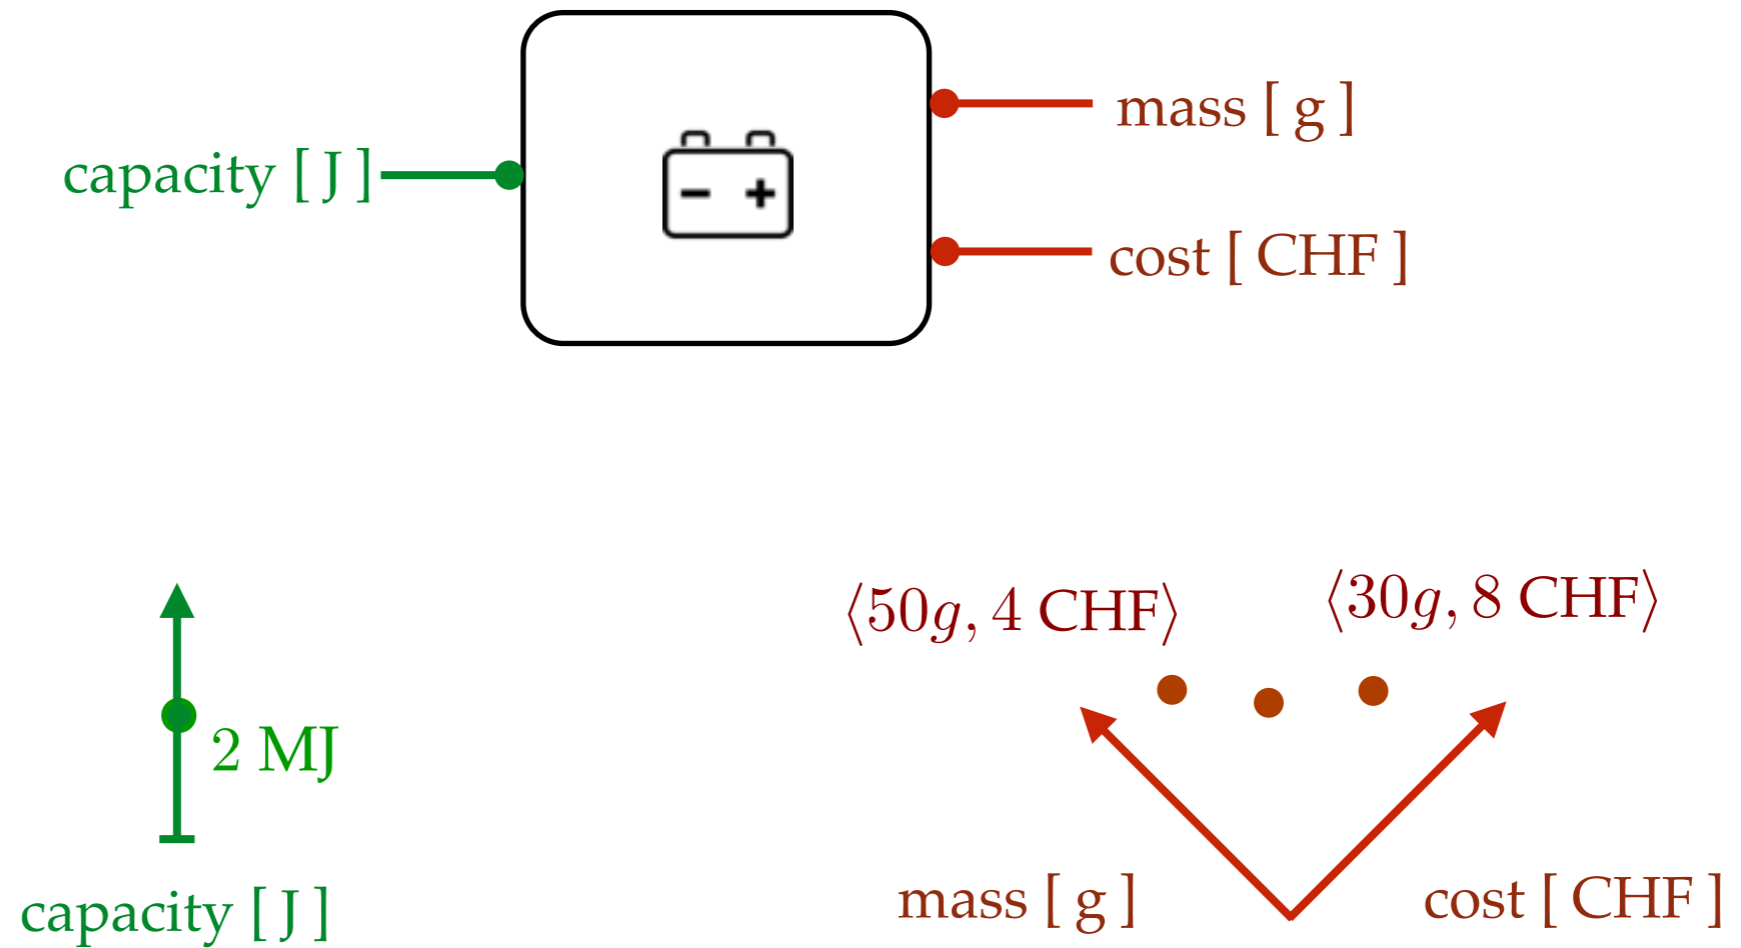 mass [ g ]
capacity [ J ]
− +
cost [ CHF ]
⟨50g, 4 CHF⟩
⟨30g, 8 CHF⟩
2 MJ
mass [ g ]
cost [ CHF ]
capacity [ J ]